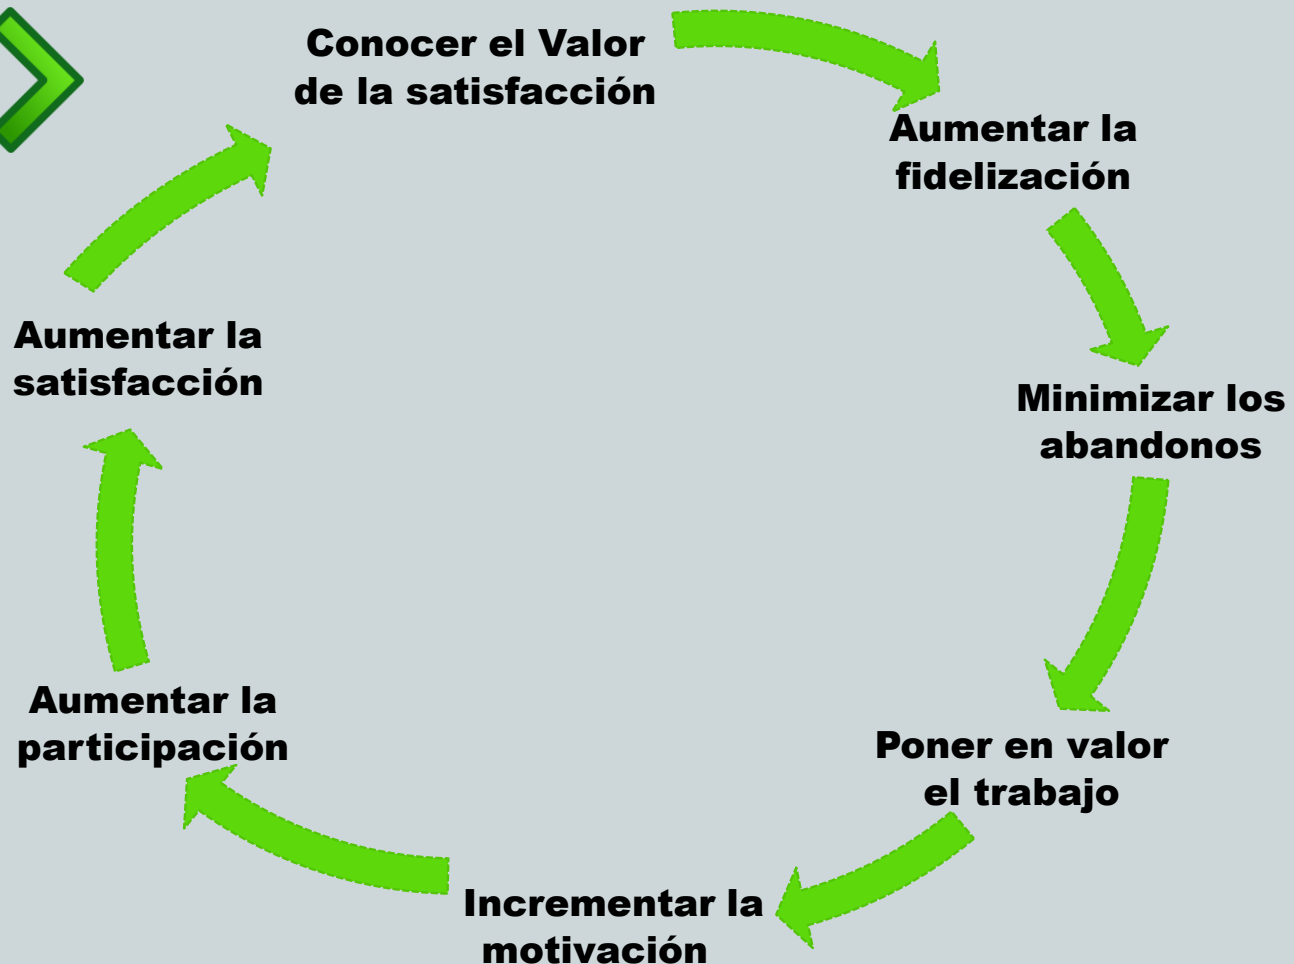 Conocer el Valor
de la satisfacción
Aumentar la
fidelización
Minimizar los
abandonos
Poner en valor
el trabajo
Incrementar la
motivación
Aumentar la
participación
Aumentar la
satisfacción